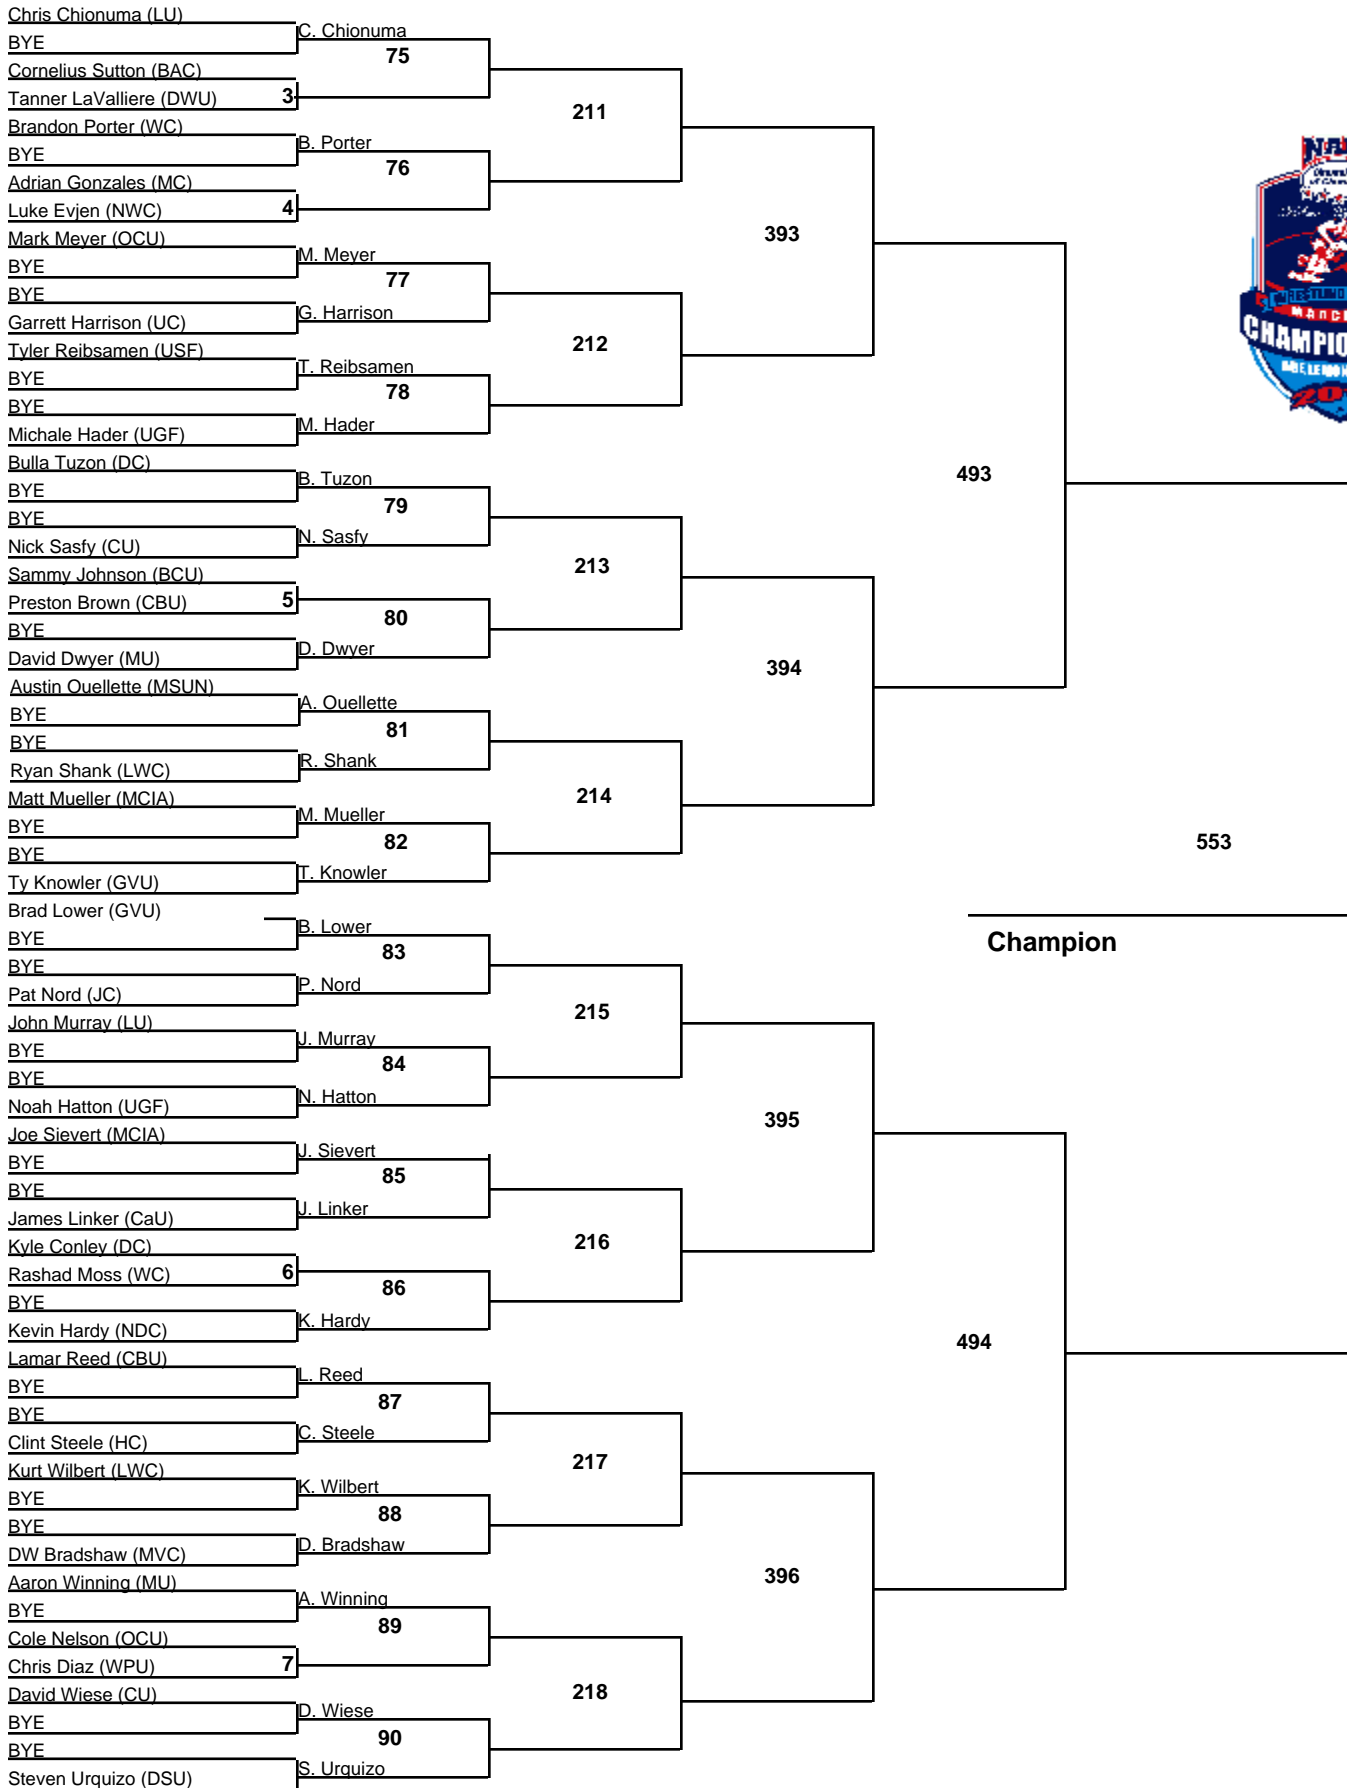 Chris Chionuma (LU)
BYE
C. Chionuma
75
Cornelius Sutton (BAC)
Tanner LaValliere (DWU)
3
211
Brandon Porter (WC)
BYE
B. Porter
76
Adrian Gonzales (MC)
Luke Evjen (NWC)
4
393
Mark Meyer (OCU)
BYE
M. Meyer
77
BYE
Garrett Harrison (UC)
G. Harrison
212
Tyler Reibsamen (USF)
BYE
T. Reibsamen
78
BYE
Michale Hader (UGF)
M. Hader
493
Bulla Tuzon (DC)
BYE
B. Tuzon
79
BYE
Nick Sasfy (CU)
N. Sasfy
213
Sammy Johnson (BCU)
Preston Brown (CBU)
5
80
BYE
David Dwyer (MU)
D. Dwyer
394
Austin Ouellette (MSUN)
BYE
A. Ouellette
81
BYE
Ryan Shank (LWC)
R. Shank
214
Matt Mueller (MCIA)
BYE
M. Mueller
82
BYE
Ty Knowler (GVU)
T. Knowler
553
Brad Lower (GVU)
BYE
B. Lower
83
Champion
BYE
Pat Nord (JC)
P. Nord
215
John Murray (LU)
BYE
J. Murray
84
BYE
Noah Hatton (UGF)
N. Hatton
395
Joe Sievert (MCIA)
BYE
J. Sievert
85
BYE
James Linker (CaU)
J. Linker
216
Kyle Conley (DC)
Rashad Moss (WC)
6
86
BYE
Kevin Hardy (NDC)
K. Hardy
494
Lamar Reed (CBU)
BYE
L. Reed
87
BYE
Clint Steele (HC)
C. Steele
217
Kurt Wilbert (LWC)
BYE
K. Wilbert
88
BYE
DW Bradshaw (MVC)
D. Bradshaw
396
Aaron Winning (MU)
BYE
A. Winning
89
Cole Nelson (OCU)
Chris Diaz (WPU)
7
218
David Wiese (CU)
BYE
D. Wiese
90
BYE
Steven Urquizo (DSU)
S. Urquizo